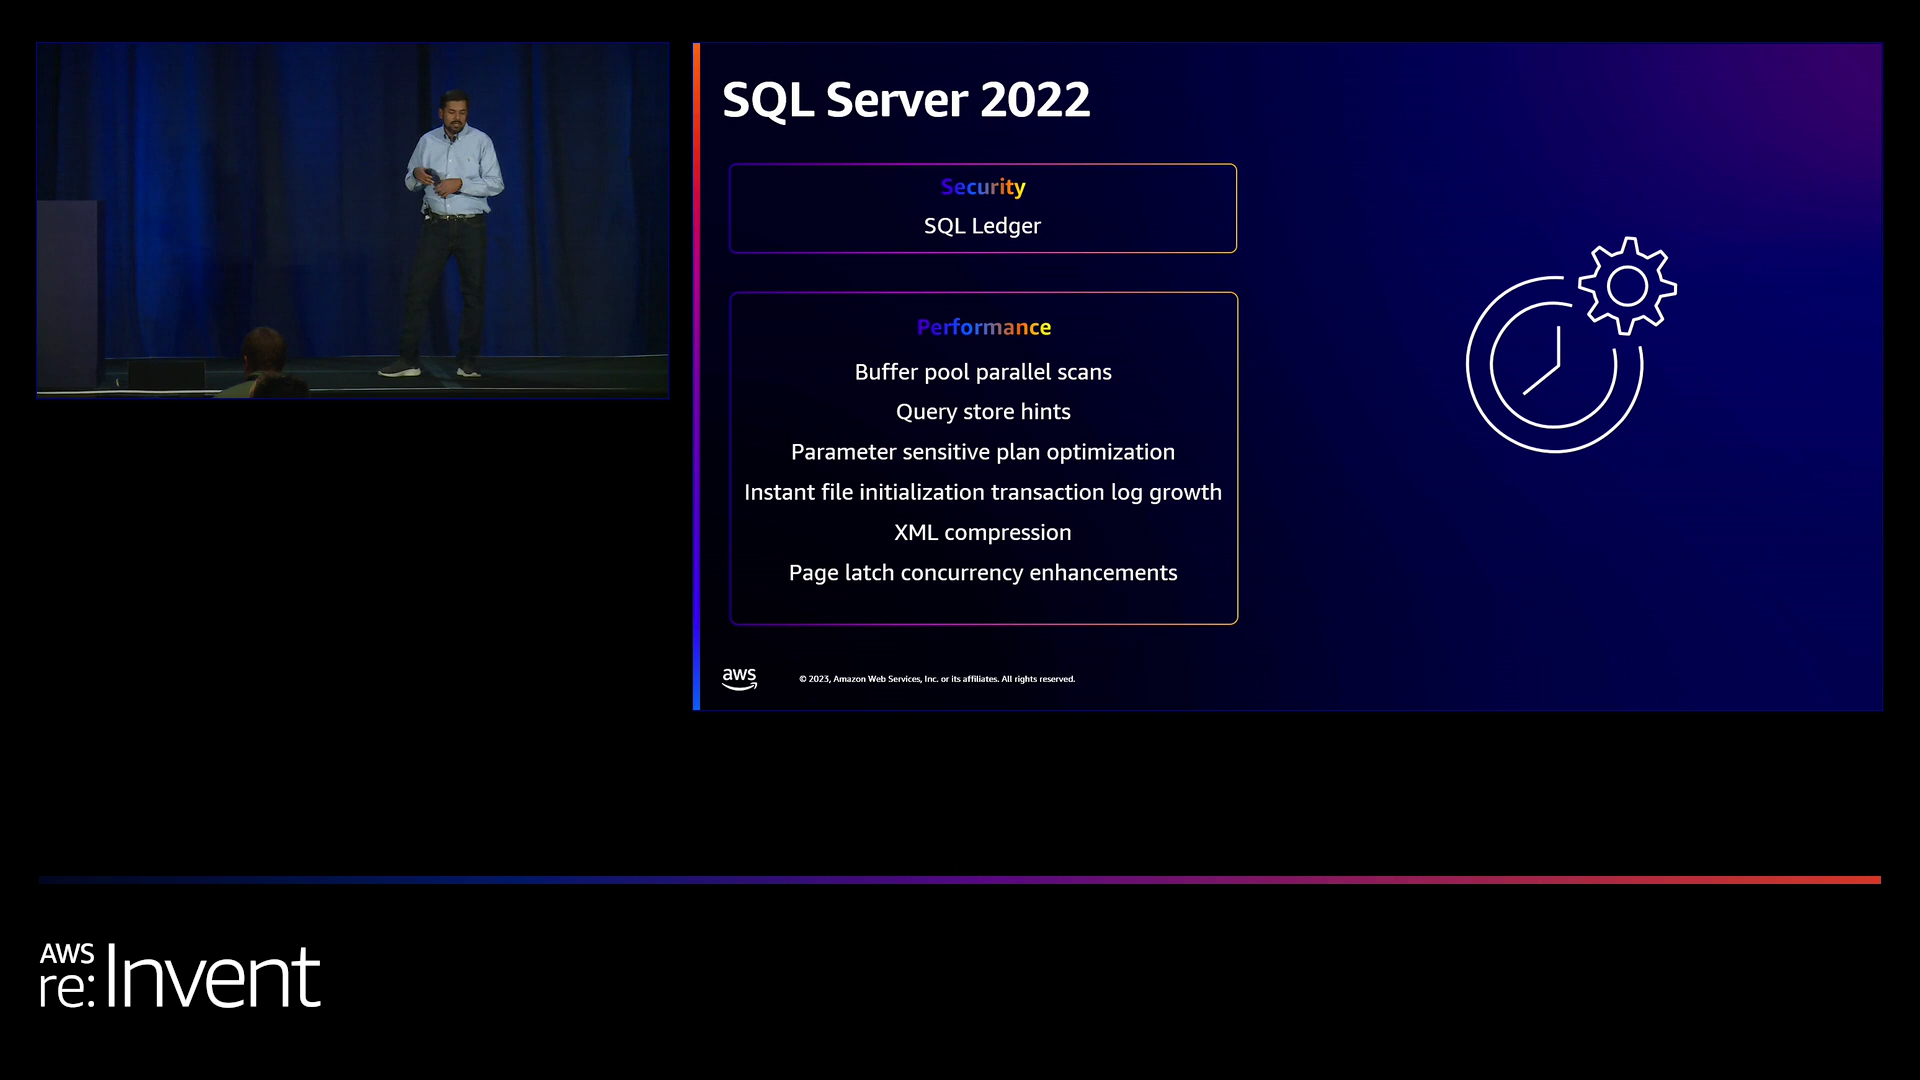 SQL Server 2022
Security
SQL Ledger
Performance
Buffer pool parallel scans
Query store hints
Parameter sensitive plan optimization
Instant file initialization transaction log growth
XML compression
Page latch concurrency enhancements
aws
© 2023, Amazon Web Services, Inc. or its affiliates. All rights reserved.
AWS
re:Invent